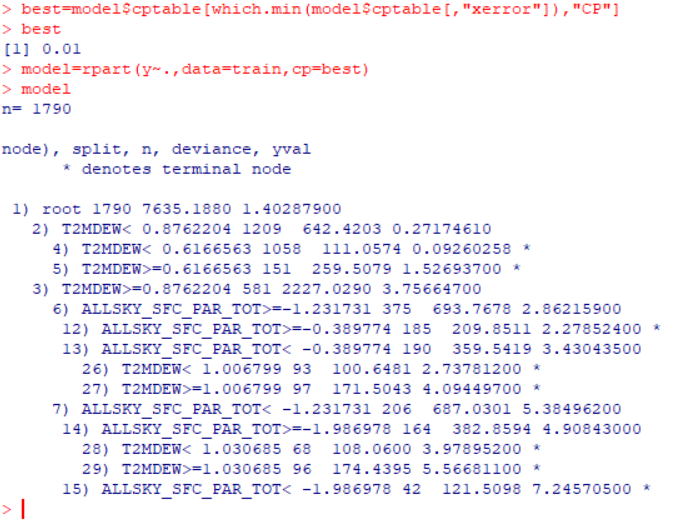 > best=model$cptable[which.min(model$cptable[,"xerror"]),"CP"]
> best
[1] 0.01
> model=rpart(y~.,data=train,cp=best)
> model
n= 1790
node), split, n, deviance, yval
* denotes terminal node
1) root 1790 7635.1880 1.40287900
2) T2MDEW< 0.8762204 1209 642.4203 0.27174610
4) T2MDEW< 0.6166563 1058 111.0574 0.09260258 *
5) T2MDEW>=0.6166563 151 259.5079 1.52693700 *
3) T2MDEW>=0.8762204 581 2227.0290 3.75664700
6) ALLSKY_SFC_PAR_TOT>=-1.231731 375 693.7678 2.86215900
12) ALLSKY_SFC_PAR_TOT>=-0.389774 185 209.8511 2.27852400 *
13) ALLSKY_SFC_PAR_TOT< -0.389774 190 359.5419 3.43043500
26) T2MDEW< 1.006799 93 100.6481 2.73781200 *
27) T2MDEW>=1.006799 97 171.5043 4.09449700 *
7) ALLSKY_SFC_PAR_TOT< -1.231731 206 687.0301 5.38496200
14) ALLSKY_SFC_PAR_TOT>=-1.986978 164 382.8594 4.90843000
28) T2MDEW< 1.030685 68 108.0600 3.97895200 *
29) T2MDEW>=1.030685 96 174.4395 5.56681100 *
15) ALLSKY_SFC_PAR_TOT< -1.986978 42 121.5098 7.24570500 *
>